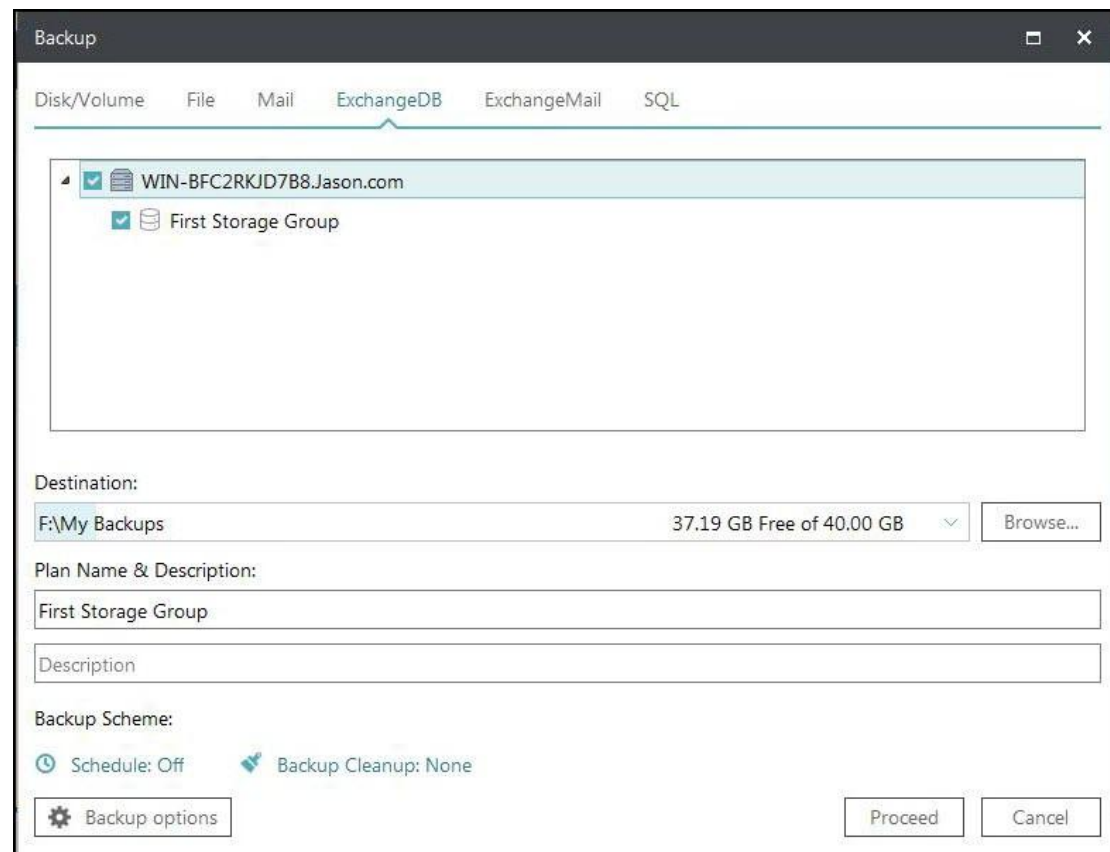 Backup
Disk/Volume File Mail ExchangeDB ExchangeMail SQL
WIN-BFC2RKJD7B8.Jason.com
First Storage Group
Destination:
F:\My Backups 37.19 GB Free of 40.00 GB Browse...
Plan Name & Description:
First Storage Group
Description
Backup Scheme:
Schedule: Off Backup Cleanup: None
Backup options Proceed Cancel